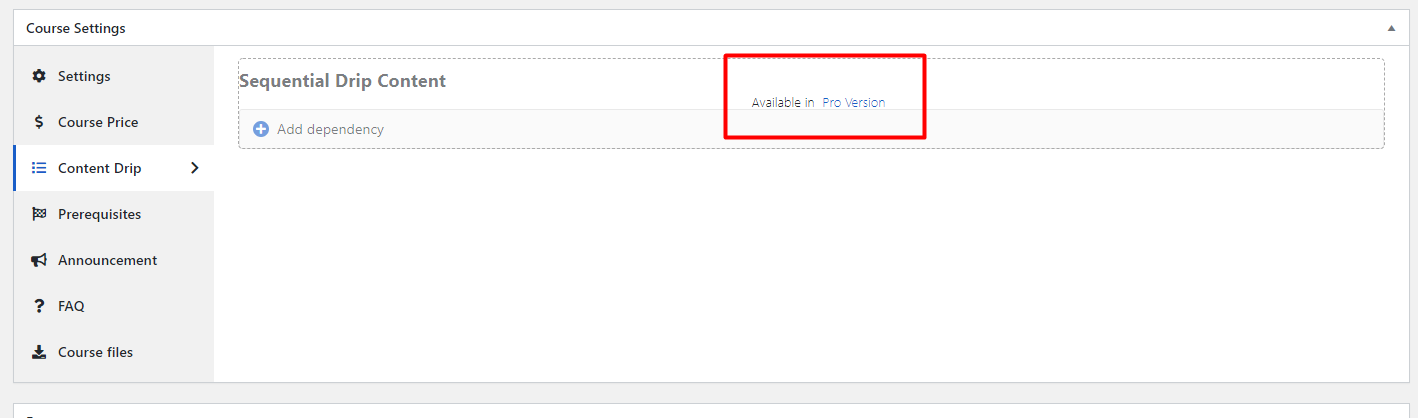 Course Settings
Settings
Course Price
Content Drip
Prerequisites
Announcement
FAQ
Course files
Sequential Drip Content
Available in Pro Version
Add dependency